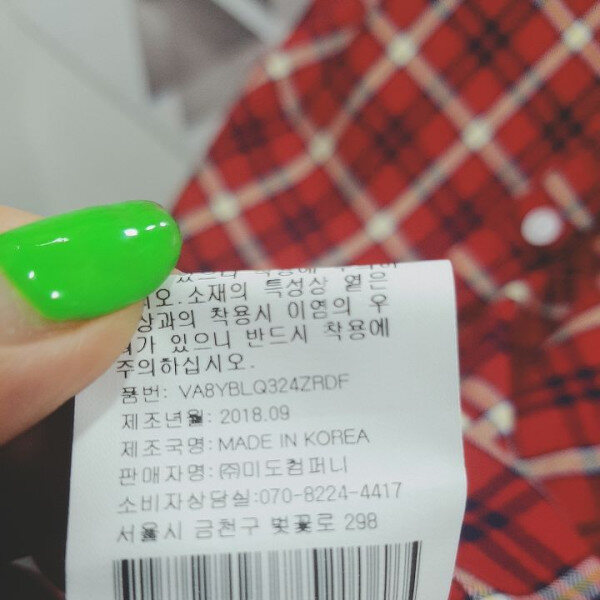 오.소재의 특성상 옅은
상과의 착용시 이염의 우
가 있으니 반드시 착용에
주의하십시오.
품번: VA8YBLQ324ZRDF
제조년월: 2018.09
제조국명: MADE IN KOREA
판매자명: ㈜미도컴퍼니
소비자상담실:070-8224-4417
서울시 금천구 벚꽃로 298